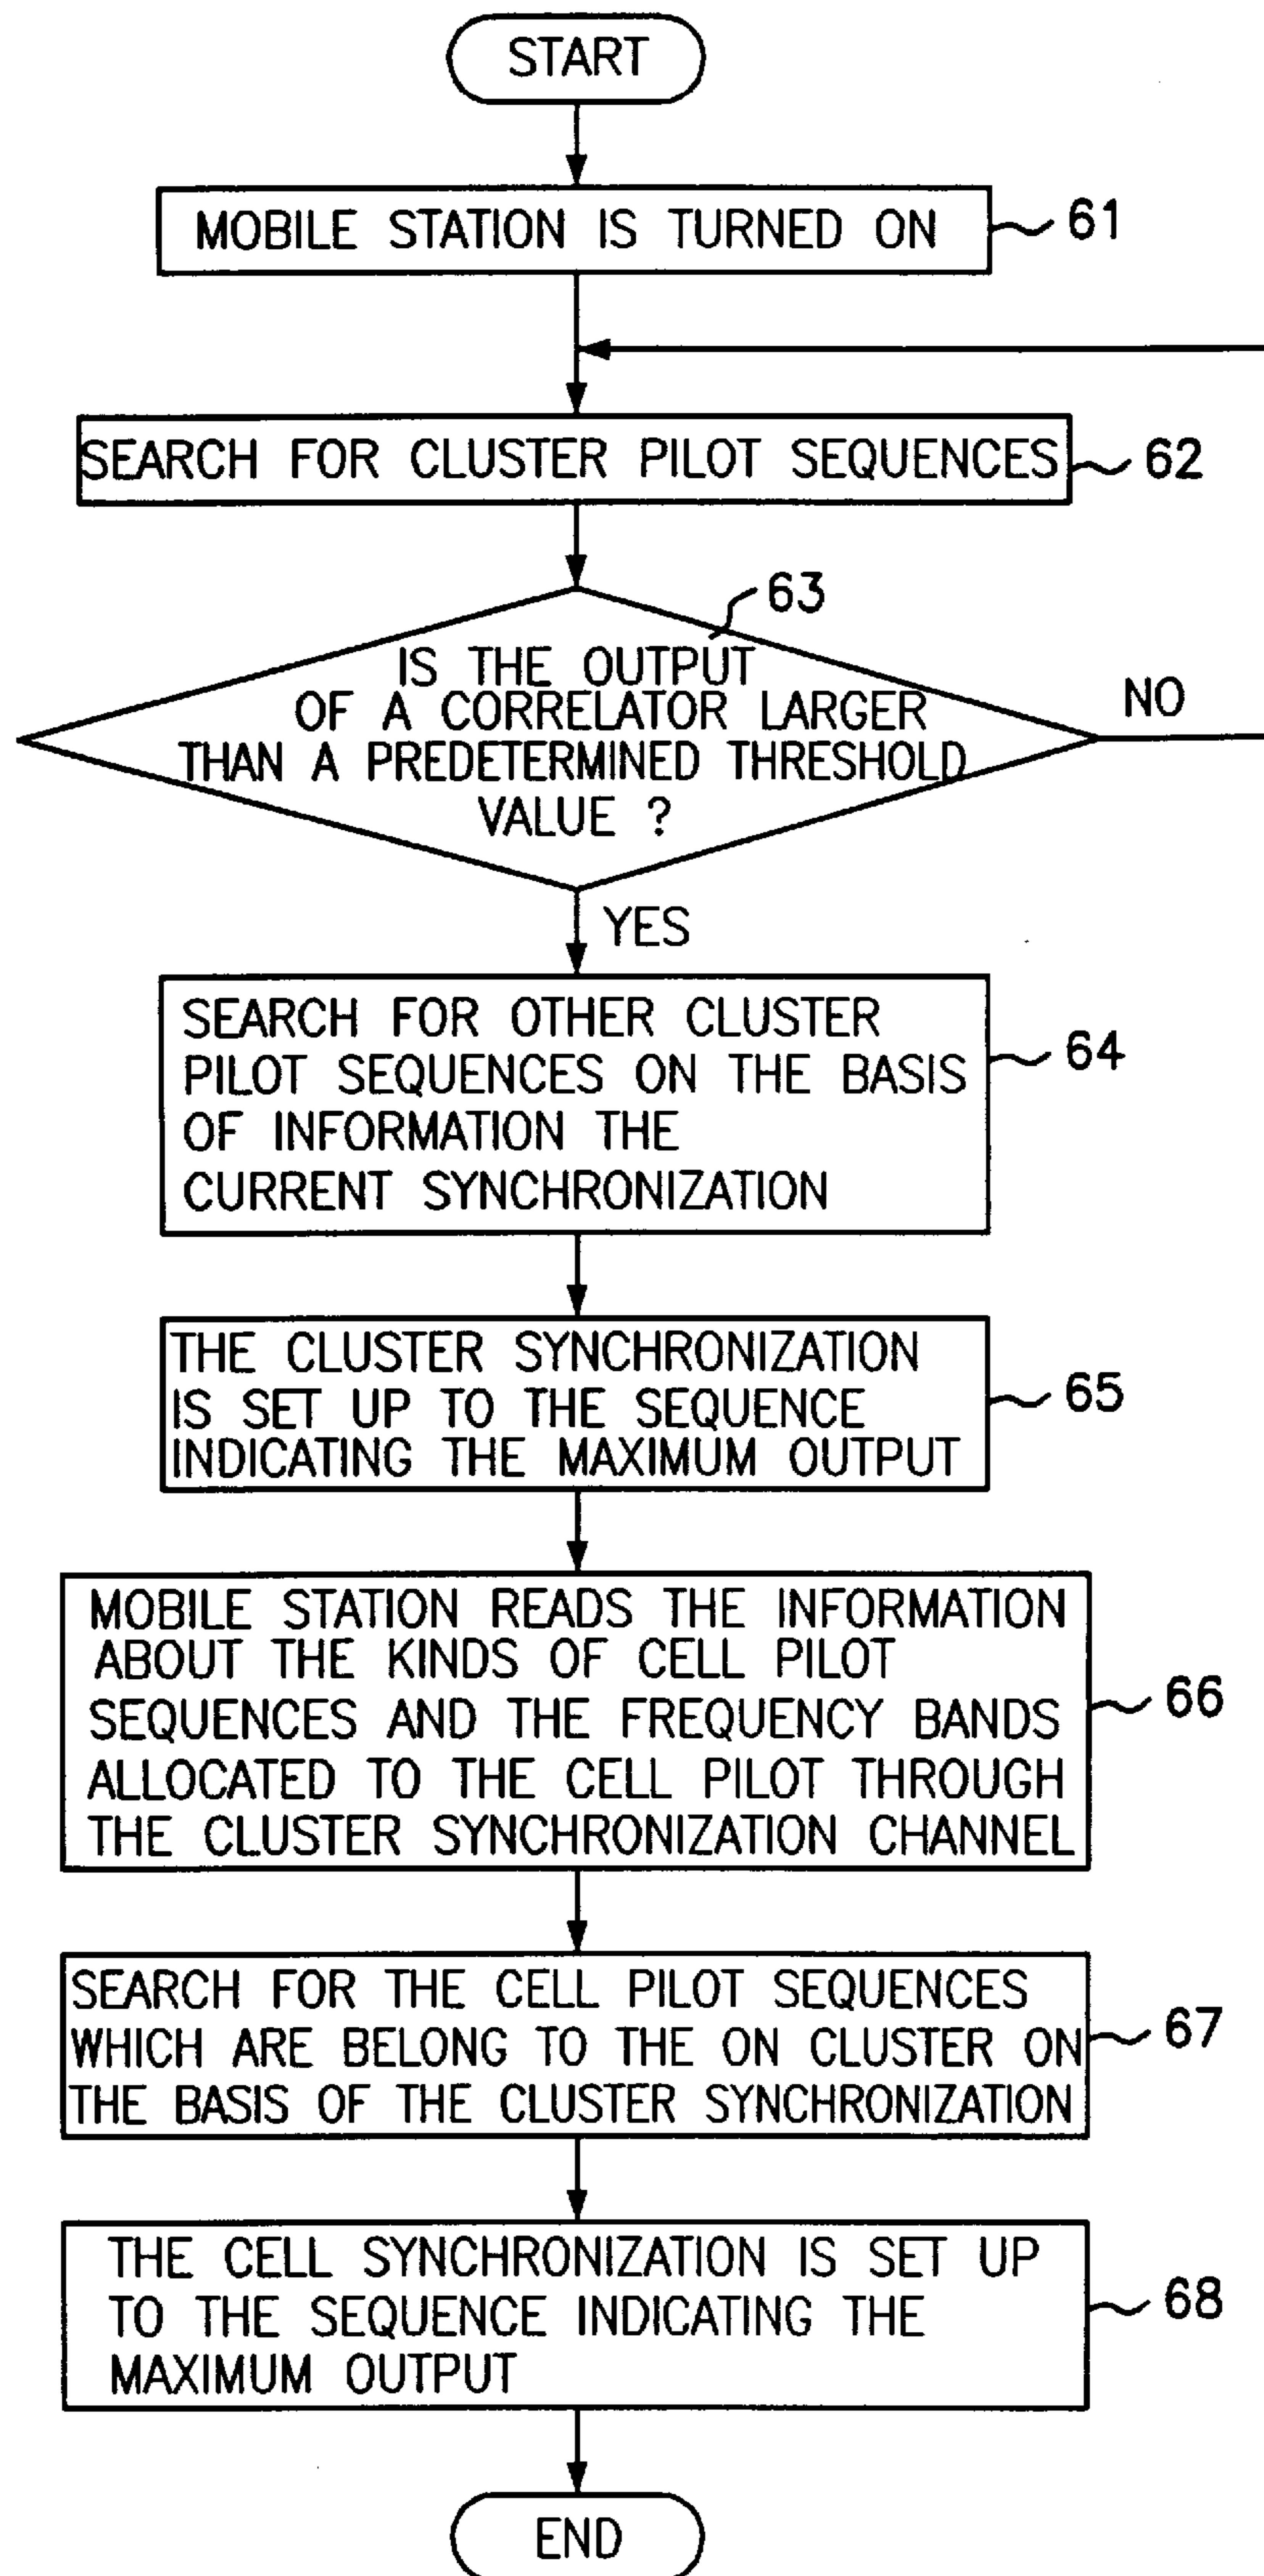 START
MOBILE STATION IS TURNED ON
61
SEARCH FOR CLUSTER PILOT SEQUENCES
62
63
IS THE OUTPUT
OF A CORRELATOR LARGER
THAN A PREDETERMINED THRESHOLD
VALUE ?
NO
YES
SEARCH FOR OTHER CLUSTER
PILOT SEQUENCES ON THE BASIS
OF INFORMATION THE
CURRENT SYNCHRONIZATION
64
THE CLUSTER SYNCHRONIZATION
IS SET UP TO THE SEQUENCE
INDICATING THE MAXIMUM OUTPUT
65
MOBILE STATION READS THE INFORMATION
ABOUT THE KINDS OF CELL PILOT
SEQUENCES AND THE FREQUENCY BANDS
ALLOCATED TO THE CELL PILOT THROUGH
THE CLUSTER SYNCHRONIZATION CHANNEL
66
SEARCH FOR THE CELL PILOT SEQUENCES
WHICH ARE BELONG TO THE ON CLUSTER ON
THE BASIS OF THE CLUSTER SYNCHRONIZATION
67
THE CELL SYNCHRONIZATION IS SET UP
TO THE SEQUENCE INDICATING THE
MAXIMUM OUTPUT
68
END